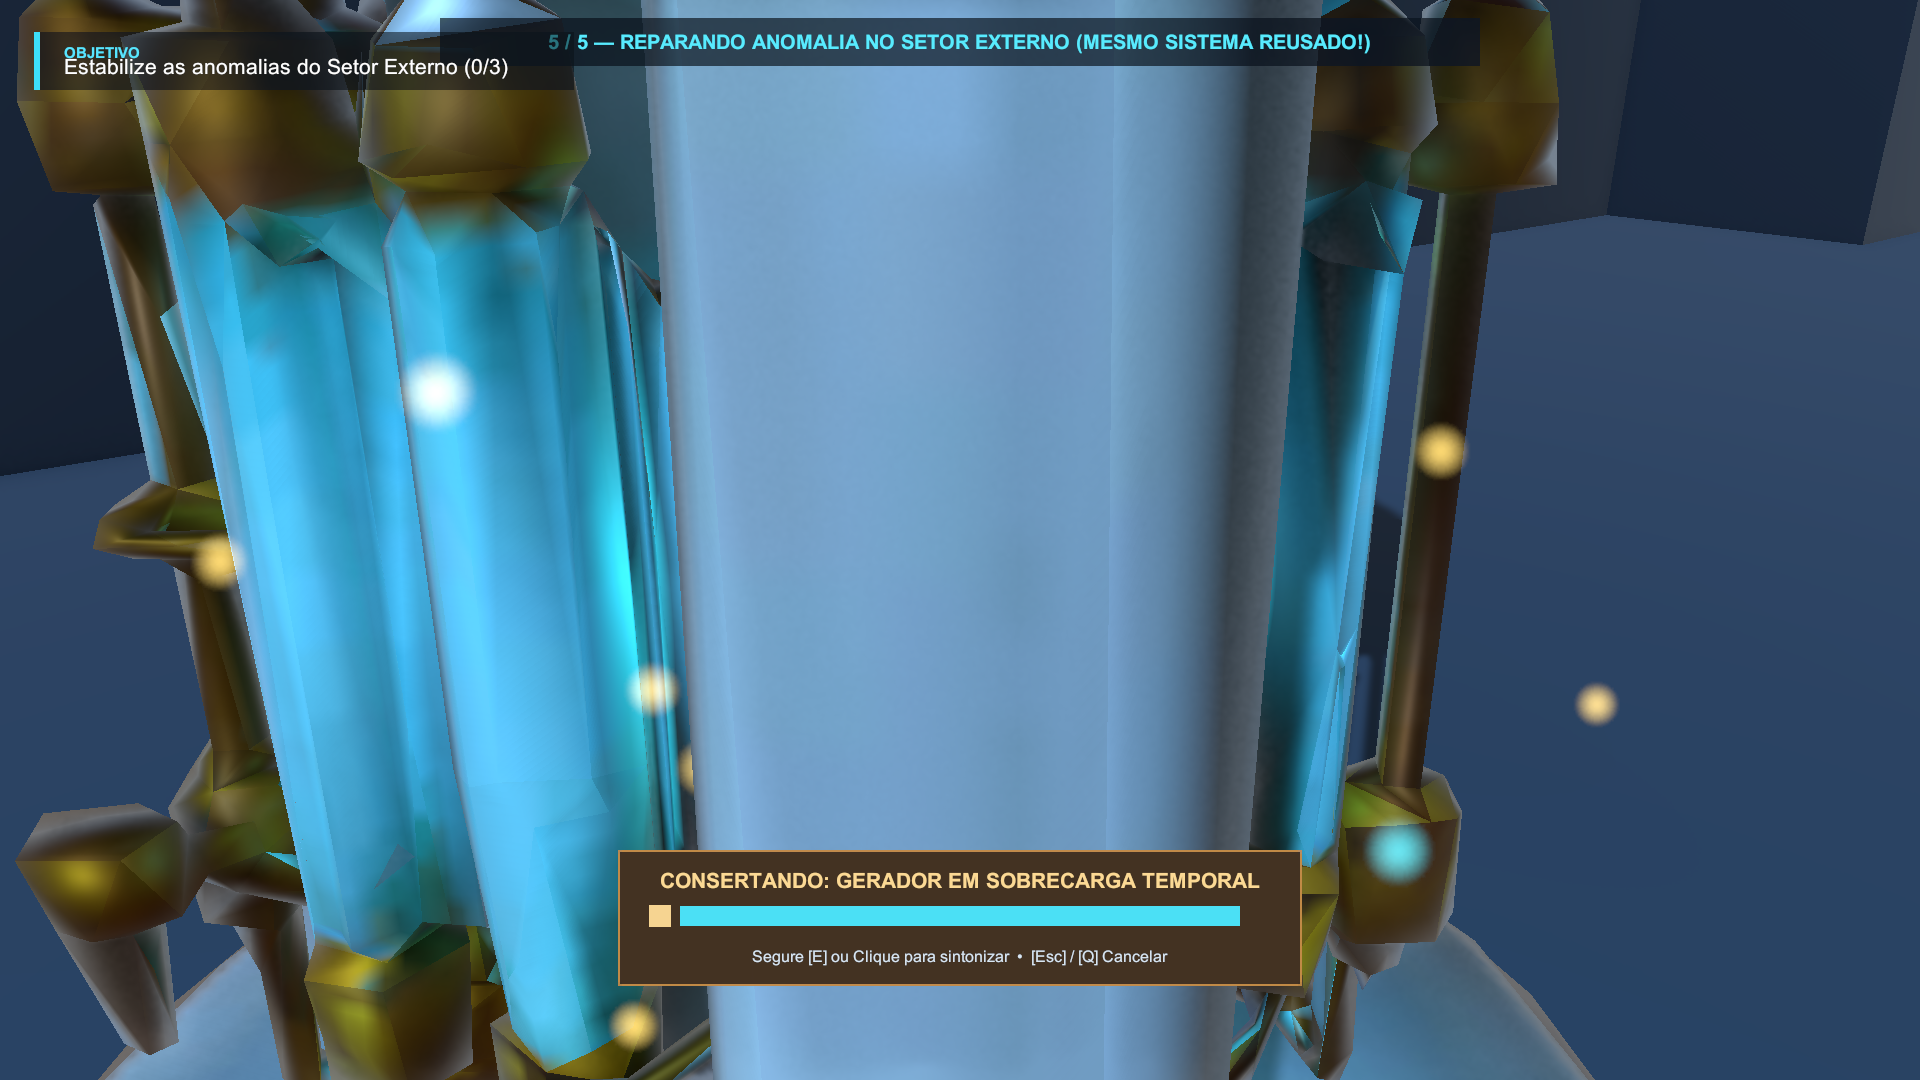 5 / 5 — REPARANDO ANOMALIA NO SETOR EXTERNO (MESMO SISTEMA REUSADO!)
OBJETIVO
Estabilize as anomalias do Setor Externo (0/3)
CONSERTANDO: GERADOR EM SOBRECARGA TEMPORAL
Segure [E] ou Clique para sintonizar • [Esc] / [Q] Cancelar